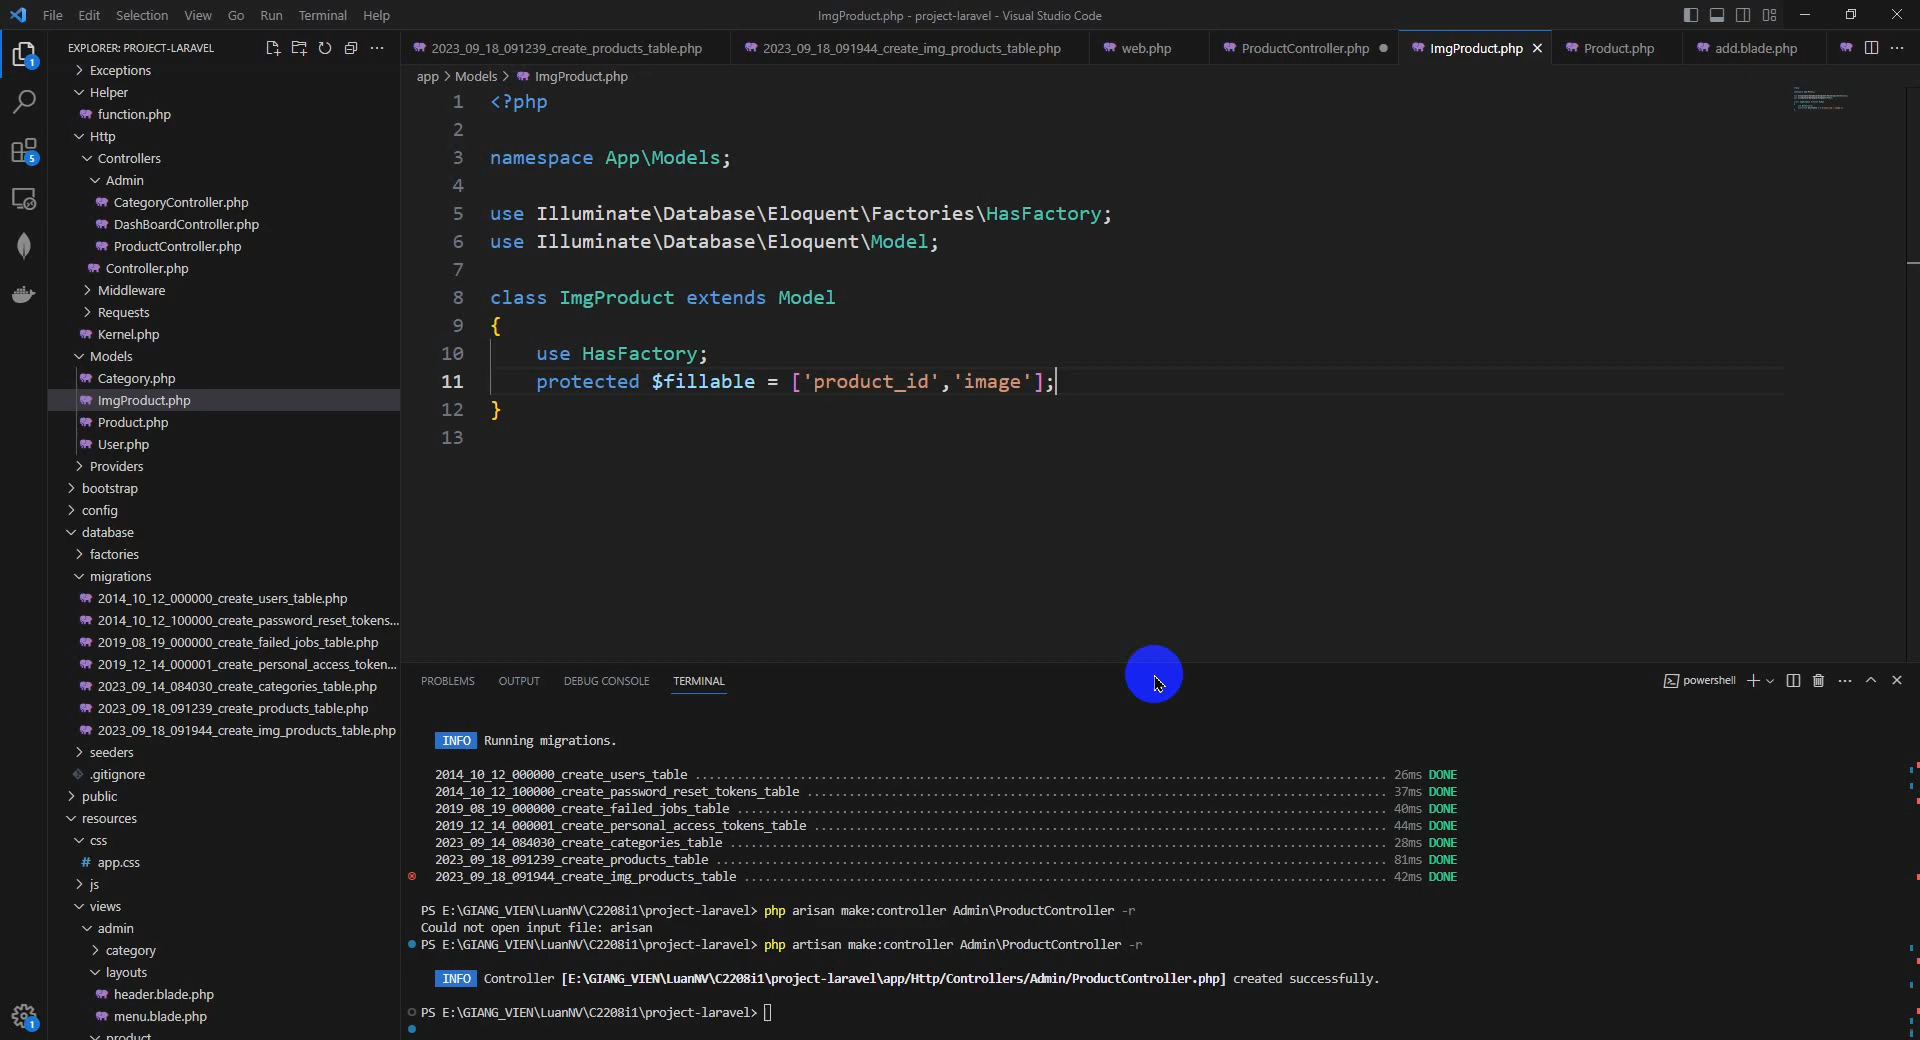 File Edit Selection View Go Run Terminal Help
ImgProduct.php - project-laravel - Visual Studio Code
EXPLORER: PROJECT-LARAVEL
Exceptions
Helper
function.php
Http
Controllers
Admin
CategoryController.php
DashBoardController.php
ProductController.php
Controller.php
Middleware
Requests
Kernel.php
Models
Category.php
ImgProduct.php
Product.php
User.php
Providers
bootstrap
config
database
factories
migrations
2014_10_12_000000_create_users_table.php
2014_10_12_100000_create_password_reset_tokens...
2019_08_19_000000_create_failed_jobs_table.php
2019_12_14_000001_create_personal_access_token...
2023_09_14_084030_create_categories_table.php
2023_09_18_091239_create_products_table.php
2023_09_18_091944_create_img_products_table.php
seeders
.gitignore
public
resources
css
# app.css
js
views
admin
category
layouts
header.blade.php
menu.blade.php
product
1
5
1
2023_09_18_091239_create_products_table.php 2023_09_18_091944_create_img_products_table.php web.php ProductController.php ImgProduct.php Product.php add.blade.php
app > Models > ImgProduct.php
1 <?php
2
3 namespace App\Models;
4
5 use Illuminate\Database\Eloquent\Factories\HasFactory;
6 use Illuminate\Database\Eloquent\Model;
7
8 class ImgProduct extends Model
9 {
10 use HasFactory;
11 protected $fillable = ['product_id','image'];
12 }
13
PROBLEMS OUTPUT DEBUG CONSOLE TERMINAL
powershell
INFO Running migrations.
2014_10_12_000000_create_users_table ........ 26ms DONE
2014_10_12_100000_create_password_reset_tokens_table ........ 37ms DONE
2019_08_19_000000_create_failed_jobs_table ........ 40ms DONE
2019_12_14_000001_create_personal_access_tokens_table ........ 44ms DONE
2023_09_14_084030_create_categories_table ........ 28ms DONE
2023_09_18_091239_create_products_table ........ 81ms DONE
2023_09_18_091944_create_img_products_table ........ 42ms DONE
PS E:\GIANG_VIEN\LuanNV\C2208i1\project-laravel> php arisan make:controller Admin\ProductController -r
Could not open input file: arisan
PS E:\GIANG_VIEN\LuanNV\C2208i1\project-laravel> php artisan make:controller Admin\ProductController -r
INFO Controller [E:\GIANG_VIEN\LuanNV\C2208i1\project-laravel\app/Http/Controllers/Admin/ProductController.php] created successfully.
PS E:\GIANG_VIEN\LuanNV\C2208i1\project-laravel>